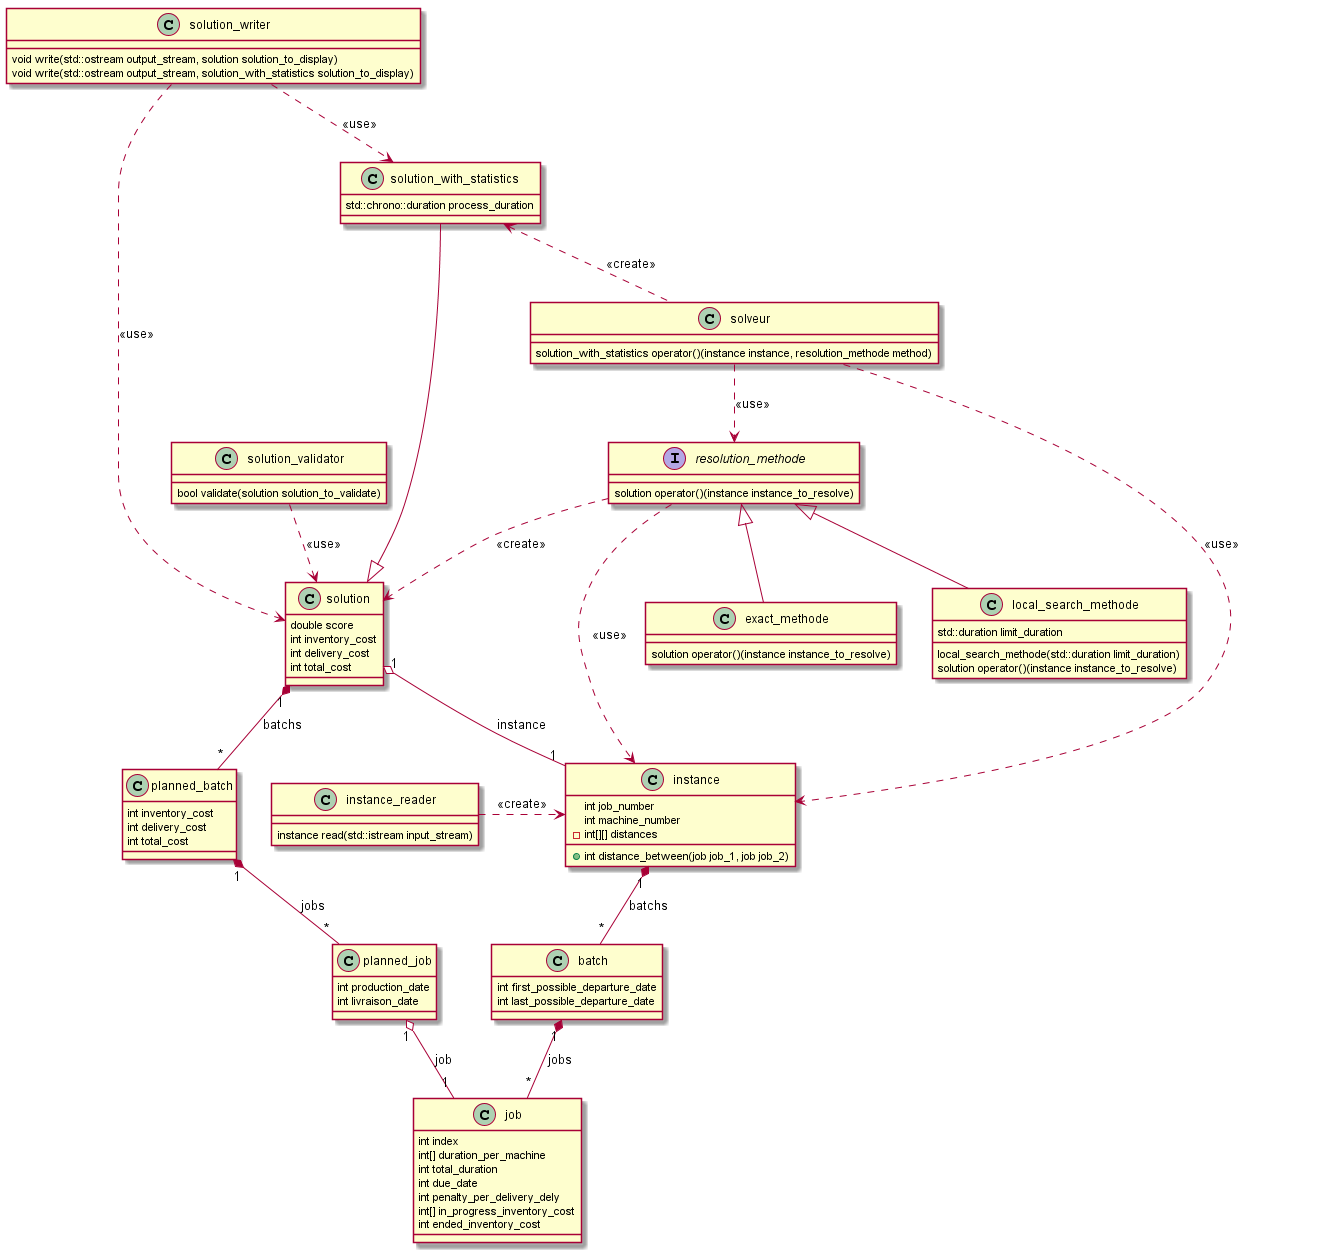 C solution_writer
void write(std::ostream output_stream, solution solution_to_display)
void write(std::ostream output_stream, solution_with_statistics solution_to_display)
«use»
C solution_with_statistics
std::chrono::duration process_duration
«create»
C solveur
solution_with_statistics operator()(instance instance, resolution_methode method)
«use»
«use»
C solution_validator
bool validate(solution solution_to_validate)
I resolution_methode
solution operator()(instance instance_to_resolve)
«use»
«create»
«use»
C solution
double score
int inventory_cost
int delivery_cost
int total_cost
C exact_methode
solution operator()(instance instance_to_resolve)
C local_search_methode
std::duration limit_duration
local_search_methode(std::duration limit_duration)
solution operator()(instance instance_to_resolve)
«use»
1
1
batchs
instance
*
1
C planned_batch
int inventory_cost
int delivery_cost
int total_cost
C instance_reader
instance read(std::istream input_stream)
«create»
C instance
int job_number
int machine_number
int[][] distances
int distance_between(job job_1, job job_2)
1
1
jobs
batchs
*
*
C planned_job
int production_date
int livraison_date
C batch
int first_possible_departure_date
int last_possible_departure_date
1
1
job
jobs
1
*
C job
int index
int[] duration_per_machine
int total_duration
int due_date
int penalty_per_delivery_dely
int[] in_progress_inventory_cost
int ended_inventory_cost